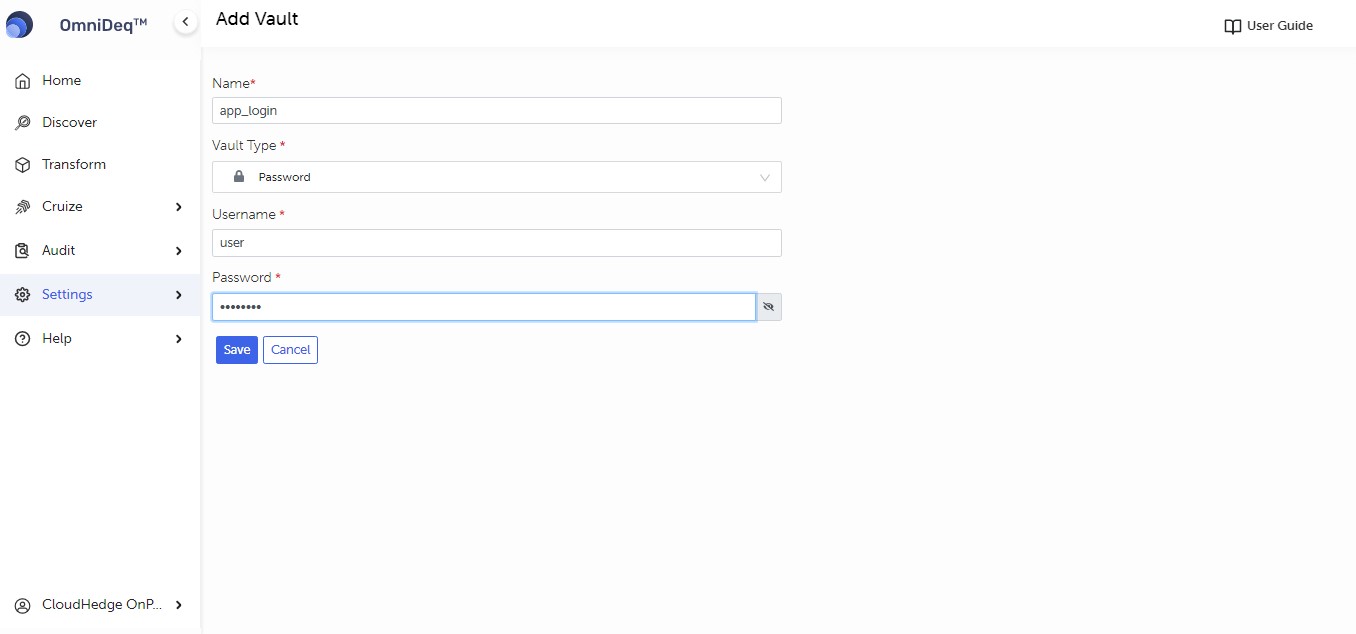 OmniDeq™
Add Vault
User Guide
Home
Discover
Transform
Cruize
Audit
Settings
Help
CloudHedge OnP...
Name*
app_login
Vault Type *
Password
Username *
user
Password *
••••••••
Save
Cancel